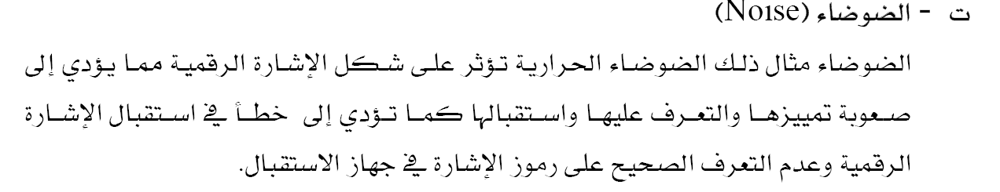 ت - الضوضاء (Noise)
الضوضاء مثال ذلك الضوضاء الحرارية تؤثر على شكل الإشارة الرقمية مما يؤدي إلى
صعوبة تمييزها والتعرف عليها واستقبالها كما تؤدي إلى خطأ في استقبال الإشارة
الرقمية وعدم التعرف الصحيح على رموز الإشارة في جهاز الاستقبال.